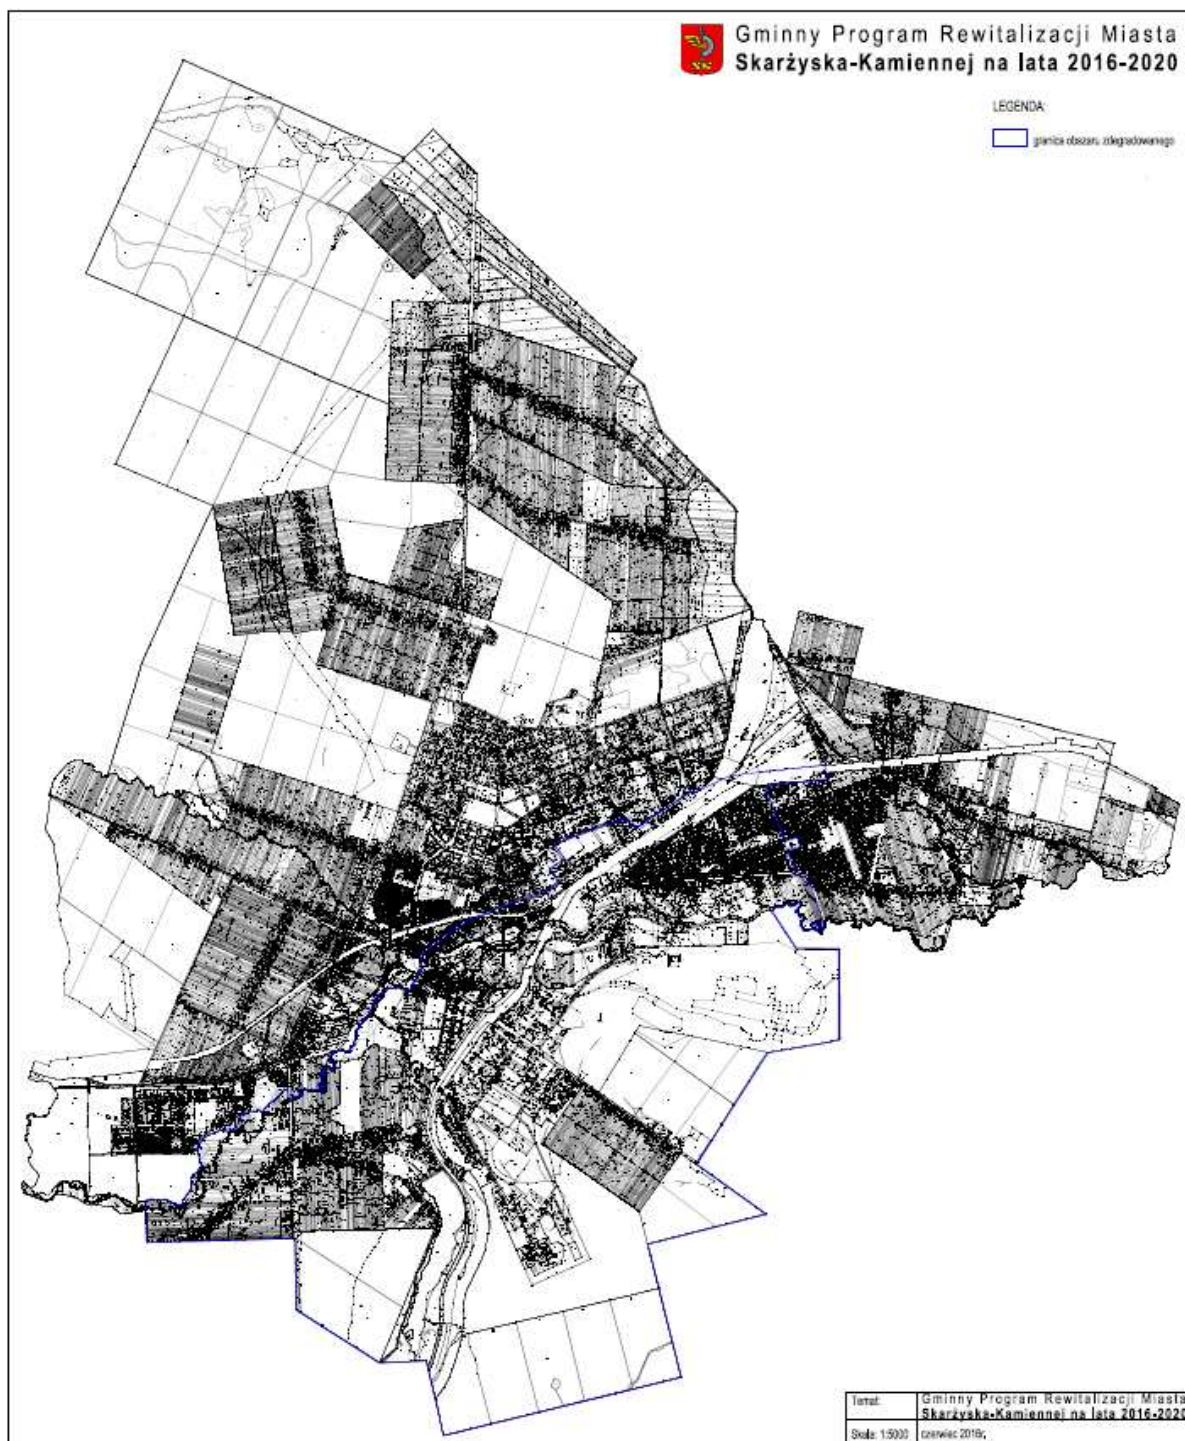 Gminny Program Rewitalizacji Miasta
Skarżyska-Kamiennej na lata 2016-2020
LEGENDA:
granica obszaru zdegradowanego
Temat: Gminny Program Rewitalizacji Miasta
Skarżyska-Kamiennej na lata 2016-2020
Skala: 1:5000 czerwiec 2016r.